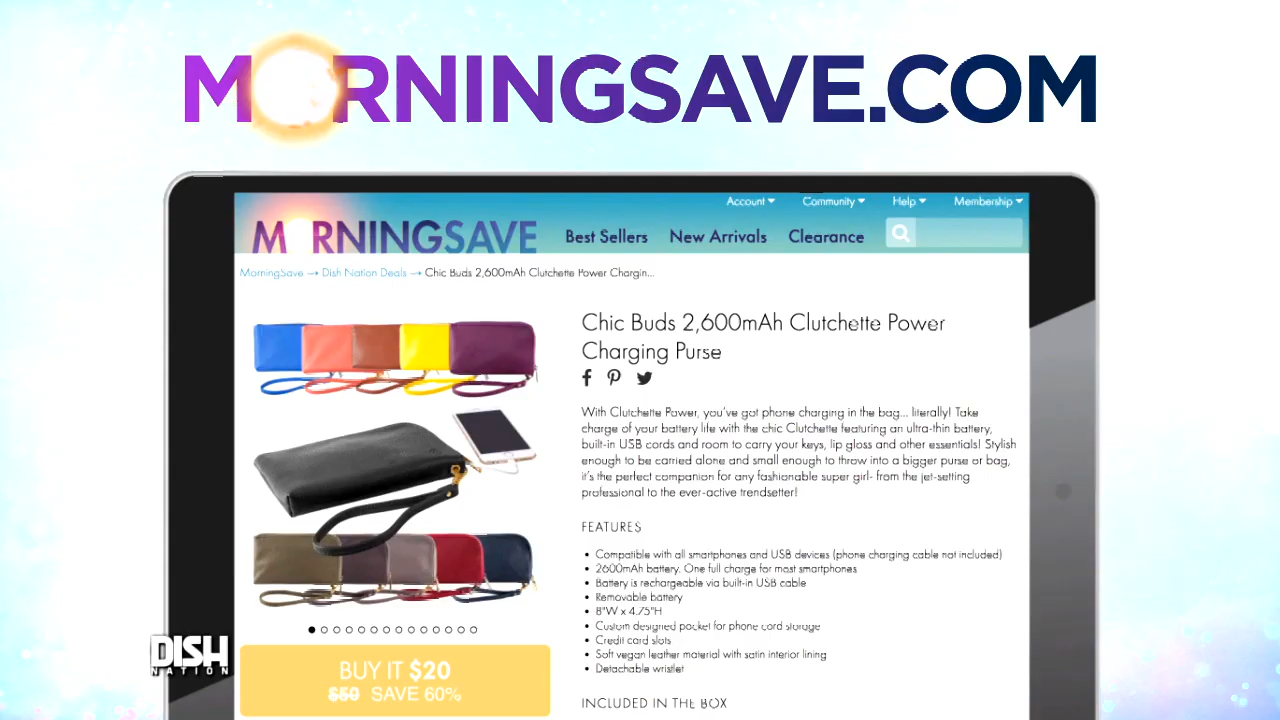 MORNINGSAVE.COM
Account Community Help Membership
MORNINGSAVE Best Sellers New Arrivals Clearance
MorningSave → Dish Nation Deals → Chic Buds 2,600mAh Clutchette Power Chargin...
Chic Buds 2,600mAh Clutchette Power
Charging Purse
With Clutchette Power, you've got phone charging in the bag... literally! Take
charge of your battery life with the chic Clutchette featuring an ultra-thin battery,
built-in USB cords and room to carry your keys, lip gloss and other essentials! Stylish
enough to be carried alone and small enough to throw into a bigger purse or bag,
it's the perfect companion for any fashionable super girl- from the jet-setting
professional to the ever-active trendsetter!
FEATURES
• Compatible with all smartphones and USB devices (phone charging cable not included)
• 2600mAh battery. One full charge for most smartphones
• Battery is rechargeable via built-in USB cable
• Removable battery
• 8"W x 4.75"H
• Custom designed pocket for phone cord storage
• Credit card slots
• Soft vegan leather material with satin interior lining
• Detachable wristlet
INCLUDED IN THE BOX
BUY IT $20
$50 SAVE 60%
DISH
NATION